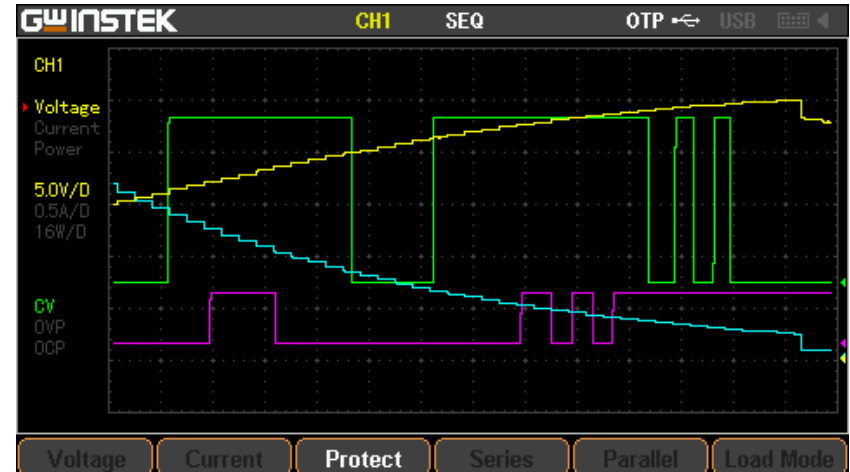 GWINSTEK CH1 SEQ OTP USB
CH1
Voltage
Current
Power
5.0V/D
0.5A/D
16W/D
CV
OVP
OCP
Voltage Current Protect Series Parallel Load Mode